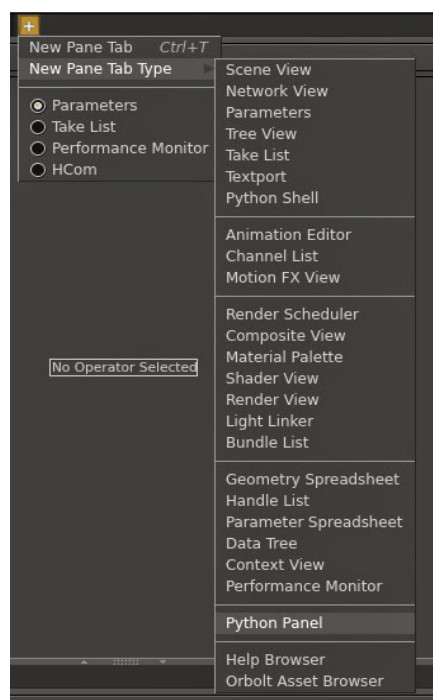 +
New Pane Tab Ctrl+T
New Pane Tab Type
Parameters
Take List
Performance Monitor
HCom
No Operator Selected
Scene View
Network View
Parameters
Tree View
Take List
Textport
Python Shell
Animation Editor
Channel List
Motion FX View
Render Scheduler
Composite View
Material Palette
Shader View
Render View
Light Linker
Bundle List
Geometry Spreadsheet
Handle List
Parameter Spreadsheet
Data Tree
Context View
Performance Monitor
Python Panel
Help Browser
Orbolt Asset Browser